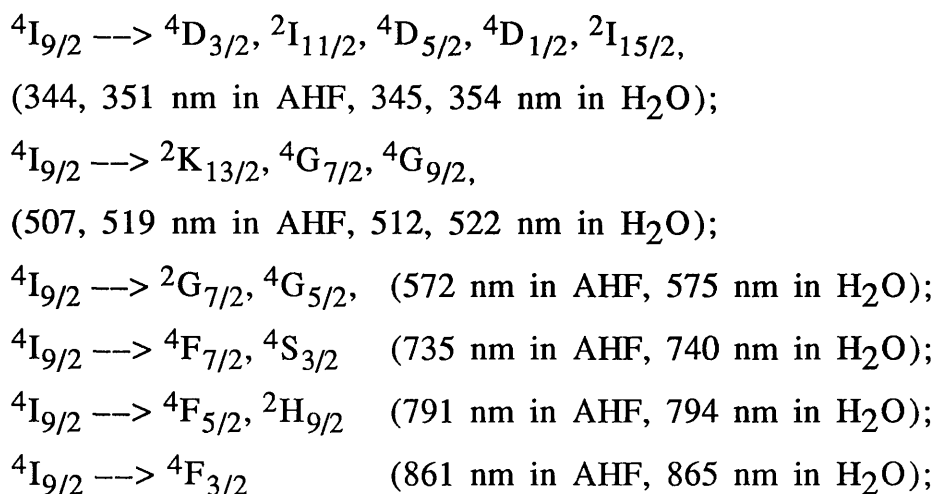 ⁴I₉/₂ --> ⁴D₃/₂, ²I₁₁/₂, ⁴D₅/₂, ⁴D₁/₂, ²I₁₅/₂,
(344, 351 nm in AHF, 345, 354 nm in H₂O);
⁴I₉/₂ --> ²K₁₃/₂, ⁴G₇/₂, ⁴G₉/₂,
(507, 519 nm in AHF, 512, 522 nm in H₂O);
⁴I₉/₂ --> ²G₇/₂, ⁴G₅/₂, (572 nm in AHF, 575 nm in H₂O);
⁴I₉/₂ --> ⁴F₇/₂, ⁴S₃/₂ (735 nm in AHF, 740 nm in H₂O);
⁴I₉/₂ --> ⁴F₅/₂, ²H₉/₂ (791 nm in AHF, 794 nm in H₂O);
⁴I₉/₂ --> ⁴F₃/₂ (861 nm in AHF, 865 nm in H₂O);